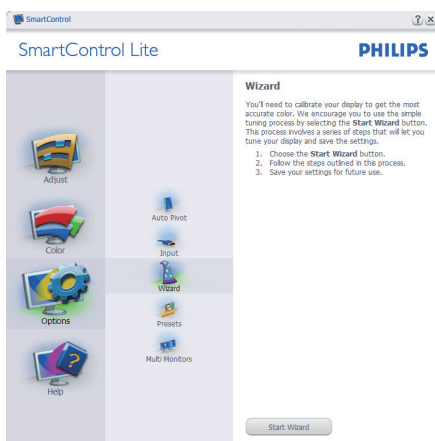 SmartControl
SmartControl Lite
PHILIPS
Adjust
Color
Options
Help
Auto Pivot
Input
Wizard
Presets
Multi Monitors
Wizard
You'll need to calibrate your display to get the most
accurate color. We encourage you to use the simple
tuning process by selecting the Start Wizard button.
This process involves a series of steps that will let you
tune your display and save the settings.
1. Choose the Start Wizard button.
2. Follow the steps outlined in this process.
3. Save your settings for future use.
Start Wizard